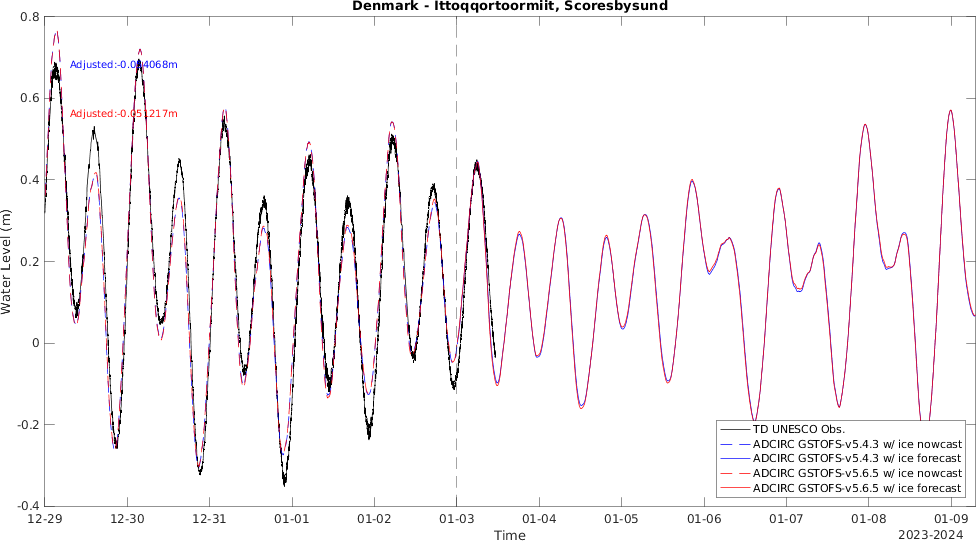 Denmark - Ittoqqortoormiit, Scoresbysund
0.8
0.6
0.4
0.2
0
-0.2
-0.4
Water Level (m)
Adjusted:-0.051217m
TD UNESCO Obs.
ADCIRC GSTOFS-v5.4.3 w/ ice nowcast
ADCIRC GSTOFS-v5.4.3 w/ ice forecast
ADCIRC GSTOFS-v5.6.5 w/ ice nowcast
ADCIRC GSTOFS-v5.6.5 w/ ice forecast
12-29 12-30 12-31 01-01 01-02 01-03 01-04 01-05 01-06 01-07 01-08 01-09
Time
2023-2024